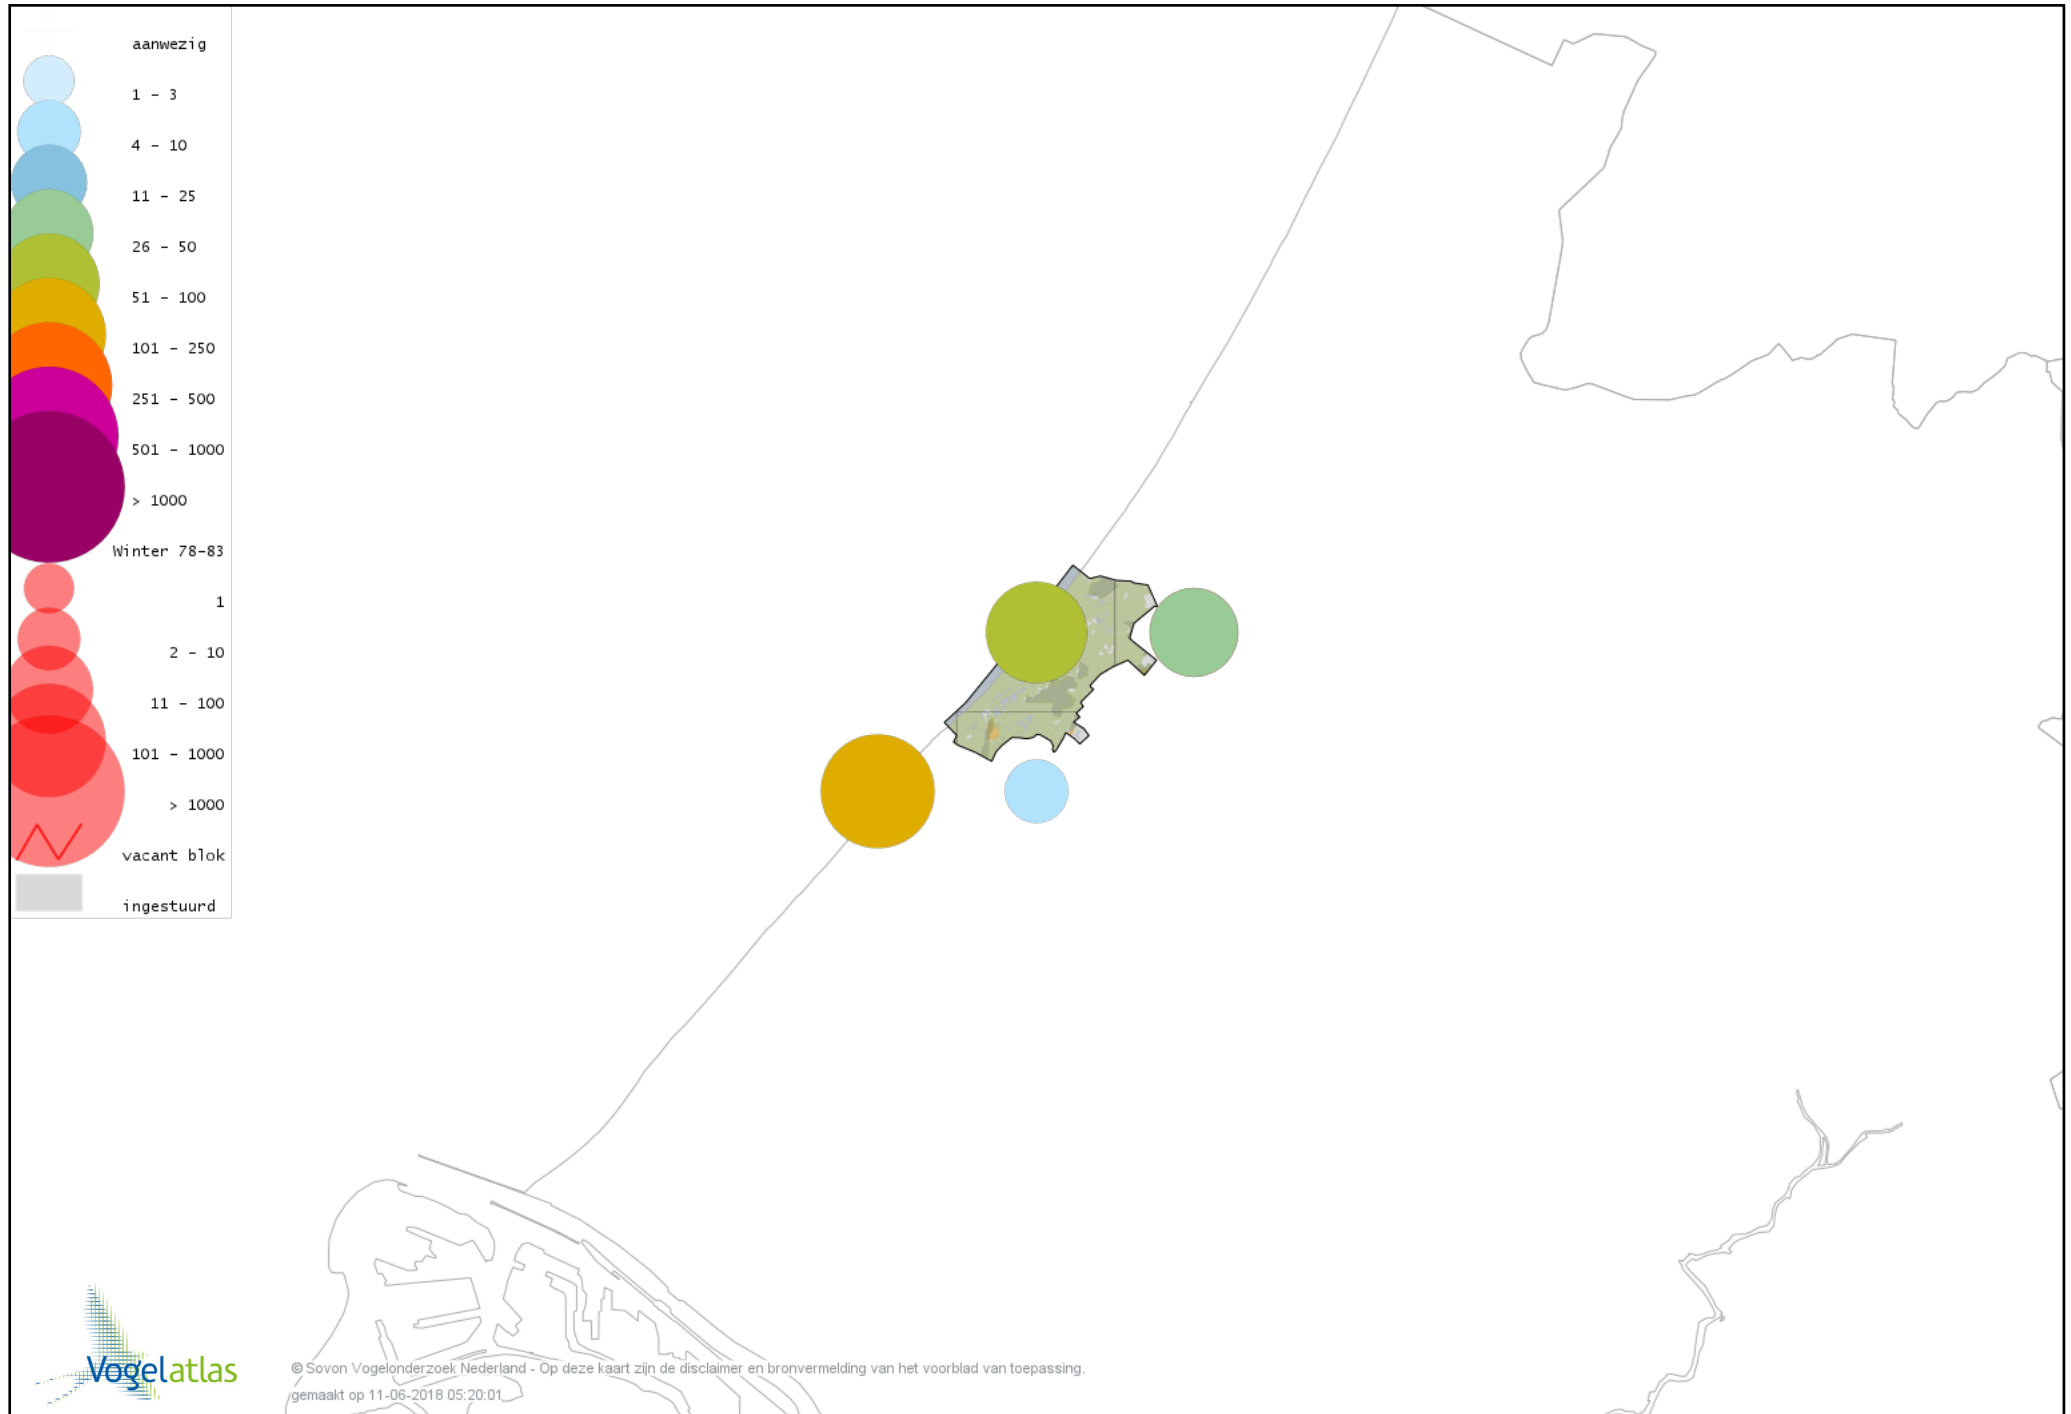 aanwezig
1 - 3
4 - 10
11 - 25
26 - 50
51 - 100
101 - 250
251 - 500
501 - 1000
> 1000
Winter 78-83
1
2 - 10
11 - 100
101 - 1000
> 1000
vacant blok
ingestuurd
Vogelatlas
© Sovon Vogelonderzoek Nederland - Op deze kaart zijn de disclaimer en bronvermelding van het voorblad van toepassing.
gemaakt op 11-06-2018 05:20:01